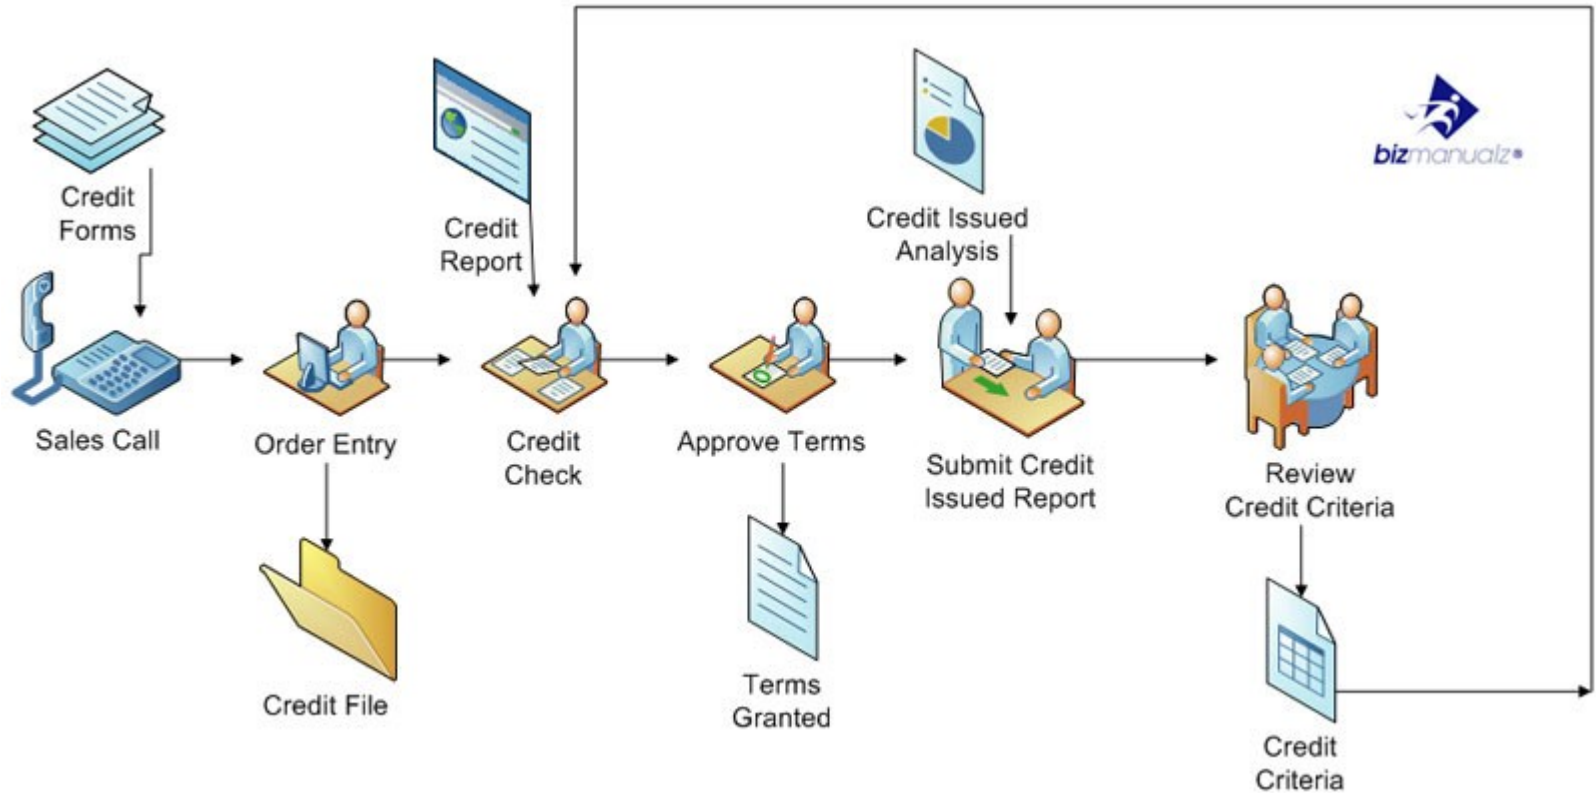 Credit
Forms
Credit
Report
Credit Issued
Analysis
bizmanualz®
Sales Call
Order Entry
Credit
Check
Approve Terms
Submit Credit
Issued Report
Review
Credit Criteria
Credit File
Terms
Granted
Credit
Criteria